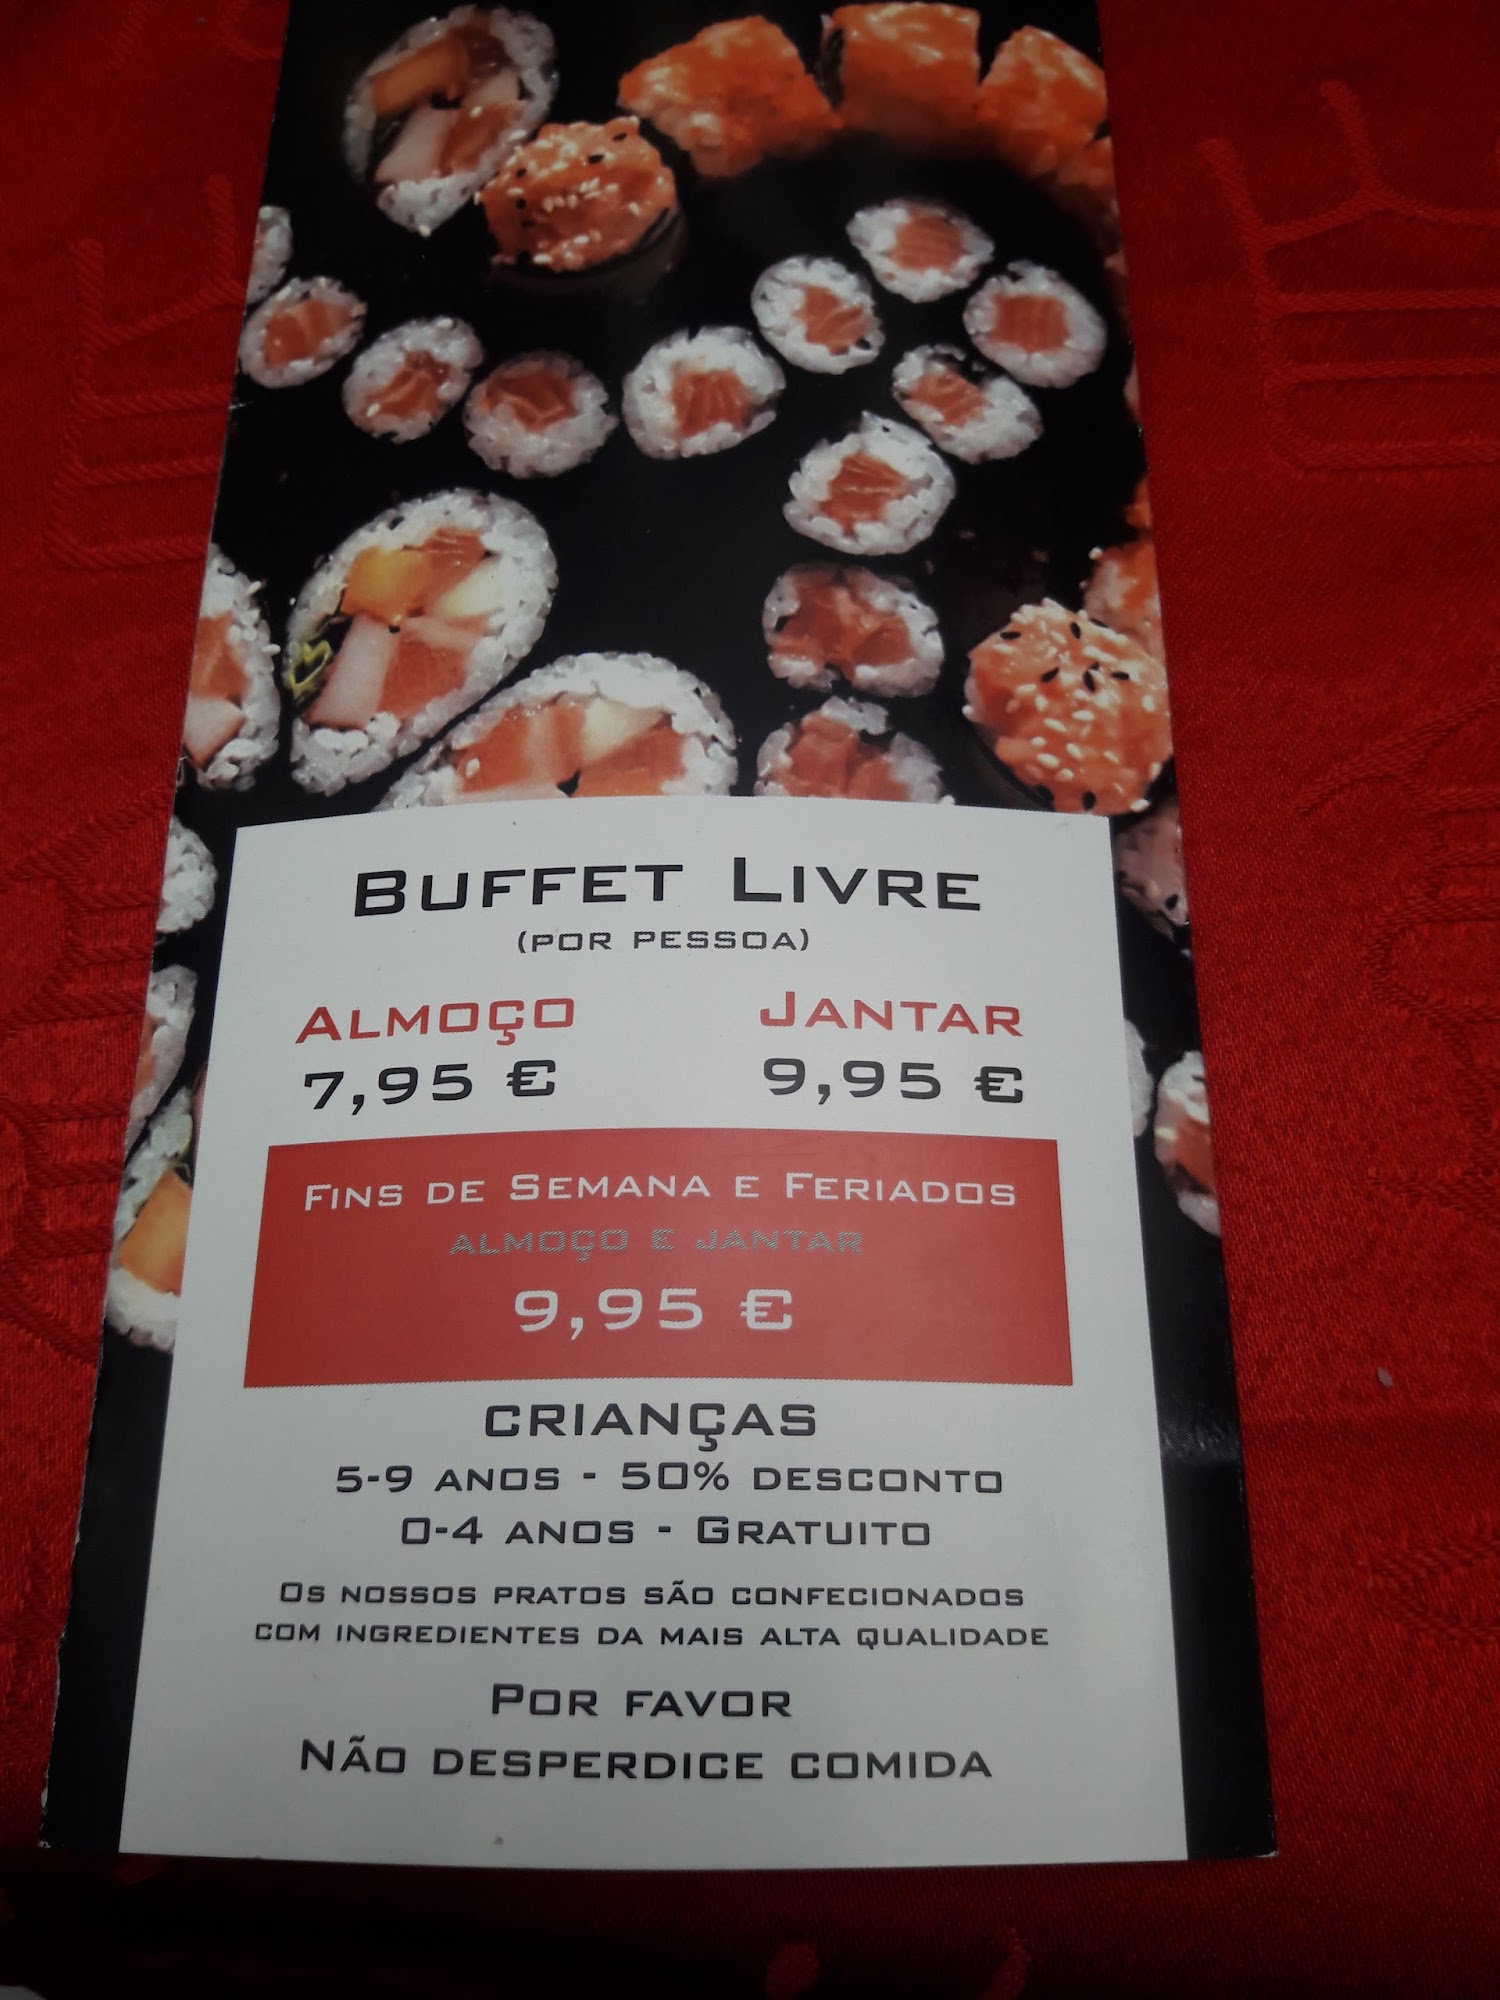 BUFFET LIVRE
(POR PESSOA)
ALMOÇO JANTAR
7,95 € 9,95 €
FINS DE SEMANA E FERIADOS
ALMOÇO E JANTAR
9,95 €
CRIANÇAS
5-9 ANOS - 50% DESCONTO
0-4 ANOS - GRATUITO
OS NOSSOS PRATOS SÃO CONFECIONADOS
COM INGREDIENTES DA MAIS ALTA QUALIDADE
POR FAVOR
NÃO DESPERDICE COMIDA